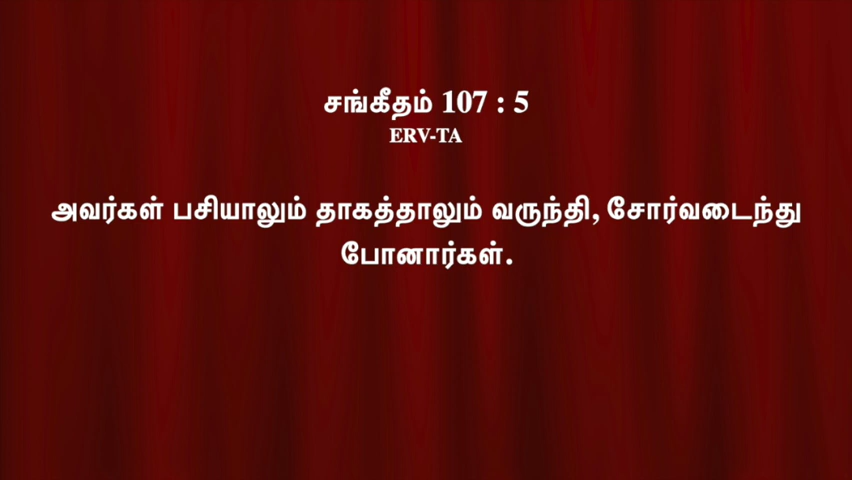 சங்கீதம் 107 : 5
ERV-TA
அவர்கள் பசியாலும் தாகத்தாலும் வருந்தி, சோர்வடைந்து
போனார்கள்.